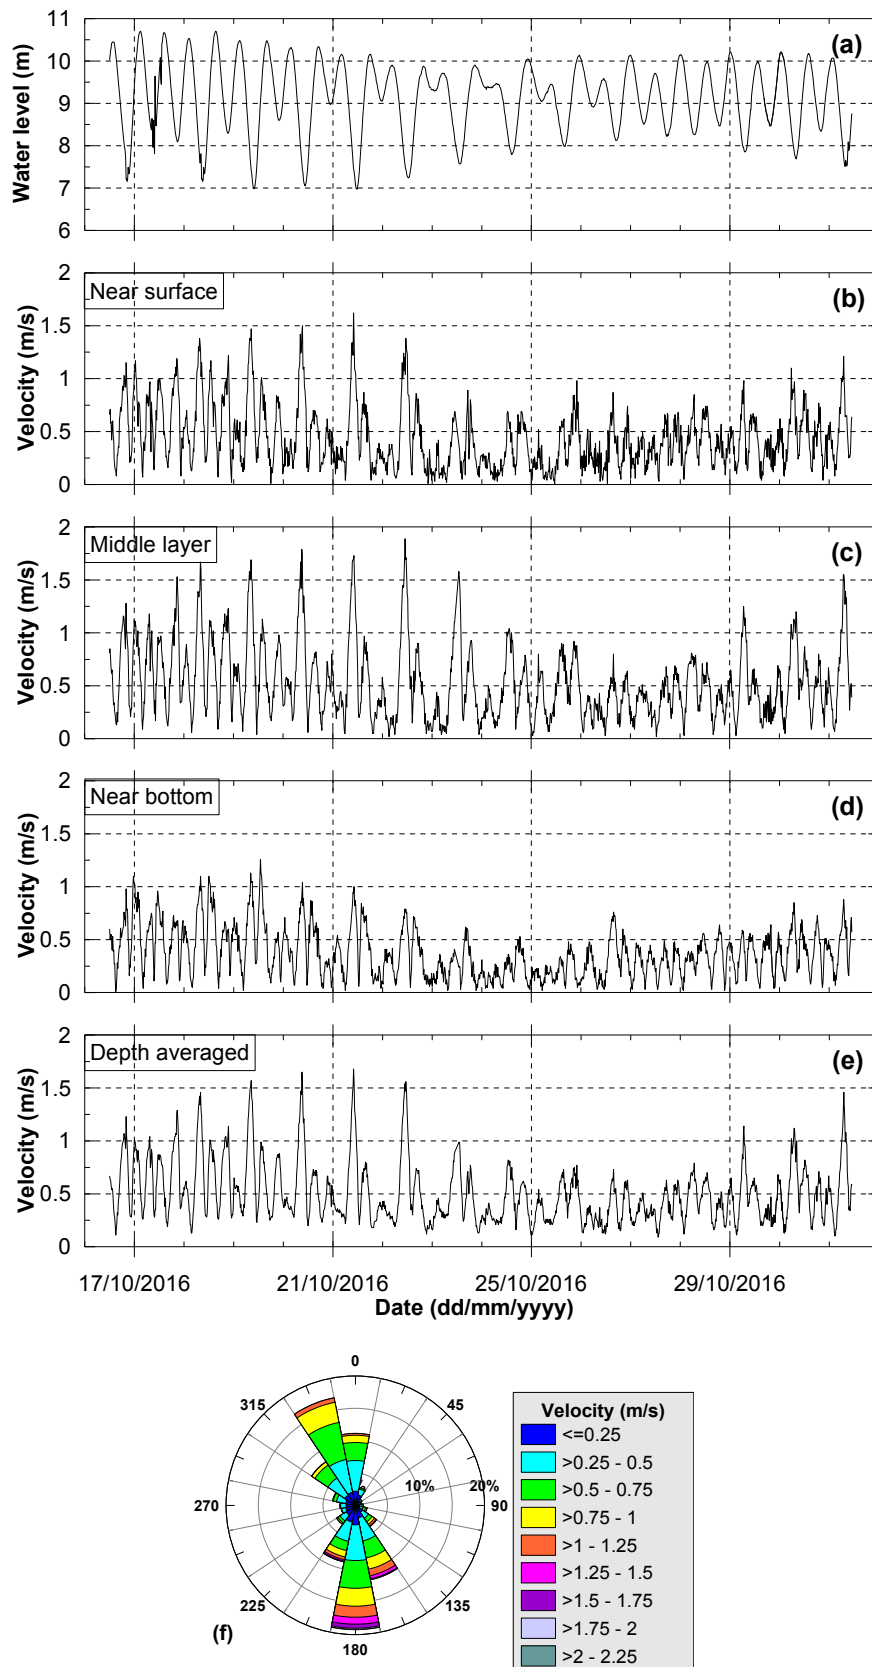 (a)
Water level (m)
11
10
9
8
7
6
Near surface
(b)
Velocity (m/s)
2
1.5
1
0.5
0
Middle layer
(c)
Velocity (m/s)
2
1.5
1
0.5
0
Near bottom
(d)
Velocity (m/s)
2
1.5
1
0.5
0
Depth averaged
(e)
Velocity (m/s)
2
1.5
1
0.5
0
17/10/2016 21/10/2016 25/10/2016 29/10/2016
Date (dd/mm/yyyy)
0
315 45
270 10% 20% 90
225 135
180
(f)
Velocity (m/s)
<=0.25
>0.25 - 0.5
>0.5 - 0.75
>0.75 - 1
>1 - 1.25
>1.25 - 1.5
>1.5 - 1.75
>1.75 - 2
>2 - 2.25